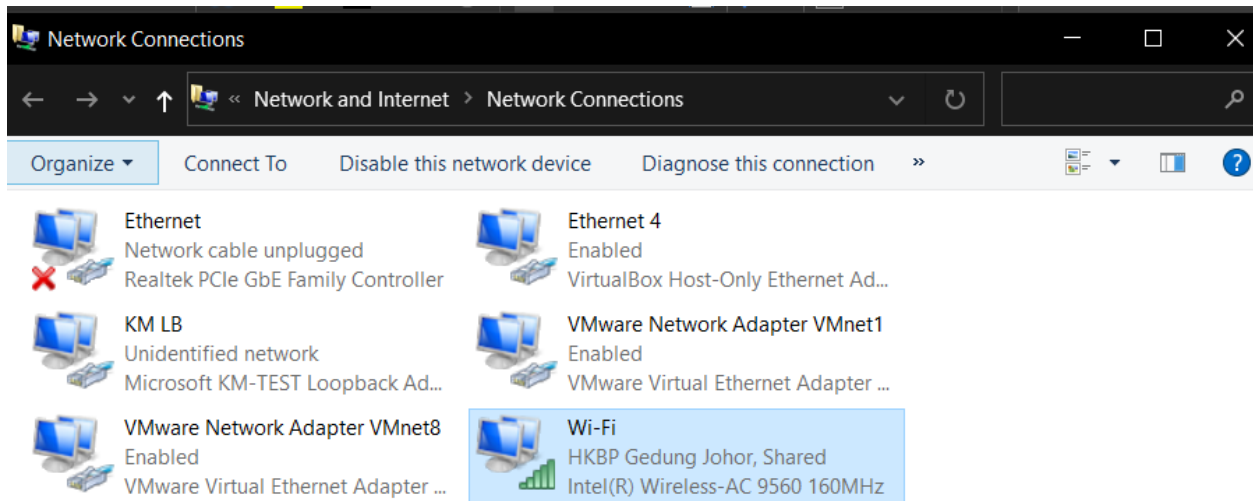 Network Connections
« Network and Internet > Network Connections
Organize Connect To Disable this network device Diagnose this connection »
Ethernet
Network cable unplugged
Realtek PCIe GbE Family Controller
Ethernet 4
Enabled
VirtualBox Host-Only Ethernet Ad...
KM LB
Unidentified network
Microsoft KM-TEST Loopback Ad...
VMware Network Adapter VMnet1
Enabled
VMware Virtual Ethernet Adapter ...
VMware Network Adapter VMnet8
Enabled
VMware Virtual Ethernet Adapter ...
Wi-Fi
HKBP Gedung Johor, Shared
Intel(R) Wireless-AC 9560 160MHz